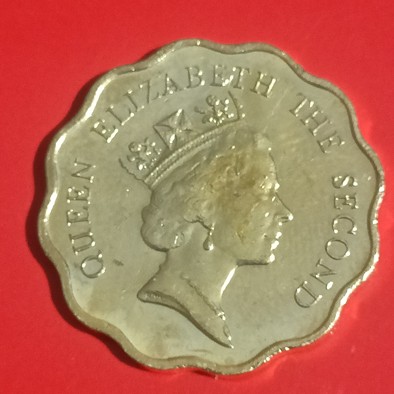 QUEEN ELIZABETH THE SECOND